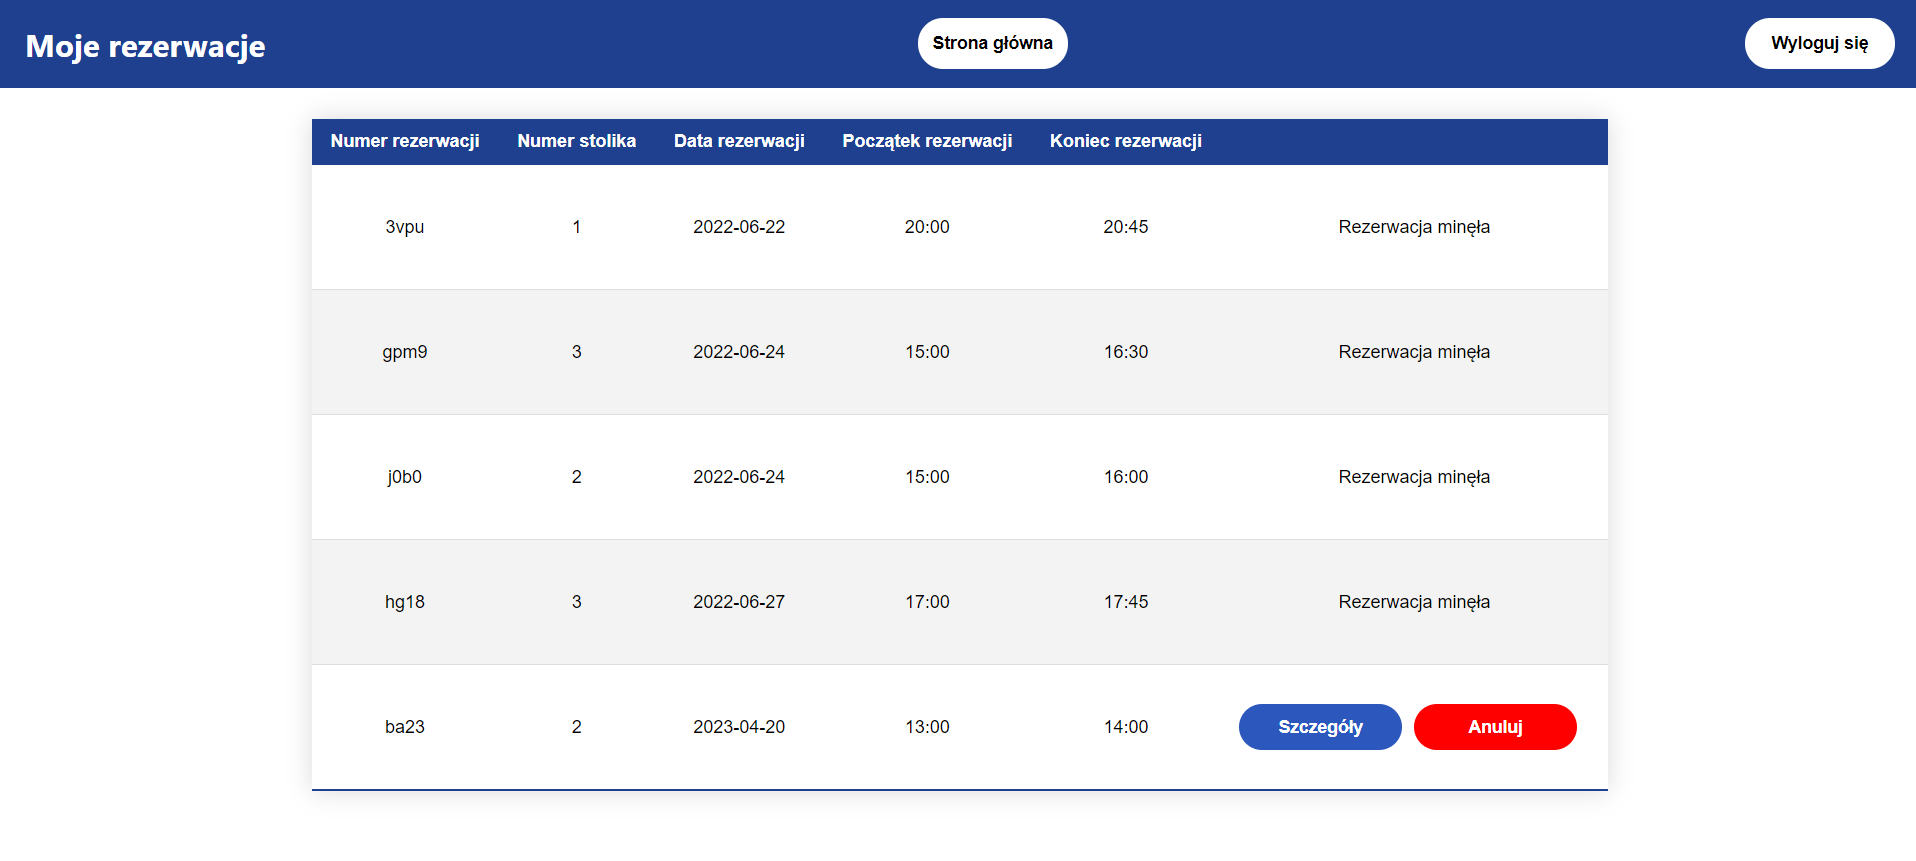 Moje rezerwacje Strona główna Wyloguj się
Numer rezerwacji Numer stolika Data rezerwacji Początek rezerwacji Koniec rezerwacji
3vpu 1 2022-06-22 20:00 20:45 Rezerwacja minęła
gpm9 3 2022-06-24 15:00 16:30 Rezerwacja minęła
j0b0 2 2022-06-24 15:00 16:00 Rezerwacja minęła
hg18 3 2022-06-27 17:00 17:45 Rezerwacja minęła
ba23 2 2023-04-20 13:00 14:00 Szczegóły Anuluj